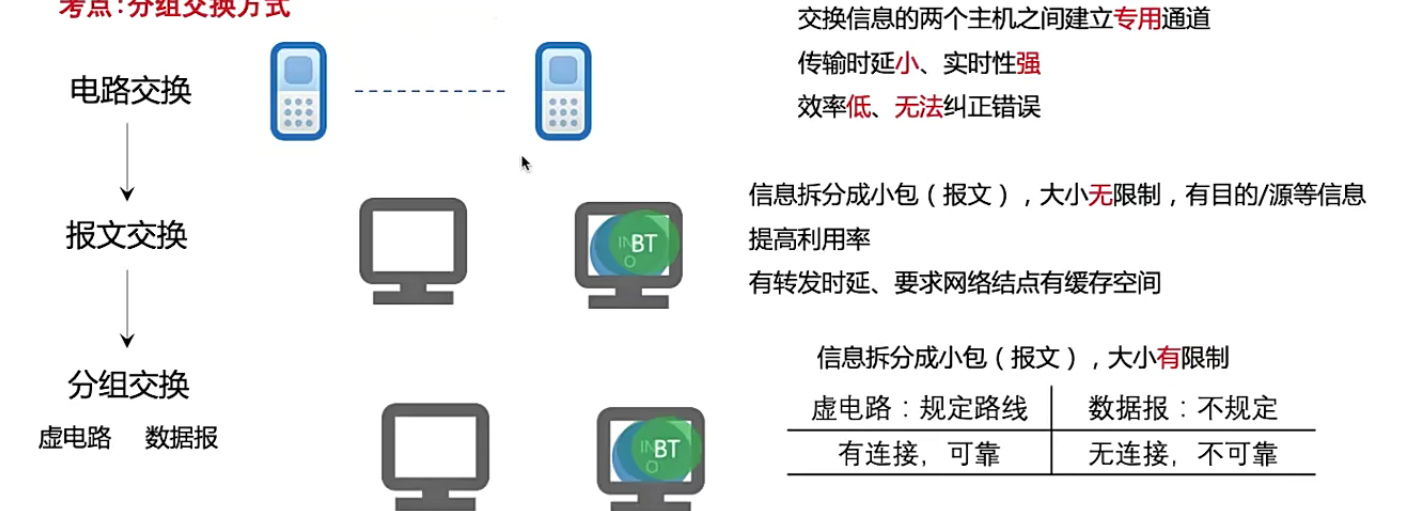 考点:分组交换方式
电路交换
交换信息的两个主机之间建立专用通道
传输时延小、实时性强
效率低、无法纠正错误
报文交换
IN BT
O
信息拆分成小包（报文），大小无限制，有目的/源等信息
提高利用率
有转发时延、要求网络结点有缓存空间
分组交换
虚电路 数据报
IN BT
O
信息拆分成小包（报文），大小有限制
虚电路：规定路线 数据报：不规定
有连接，可靠 无连接，不可靠